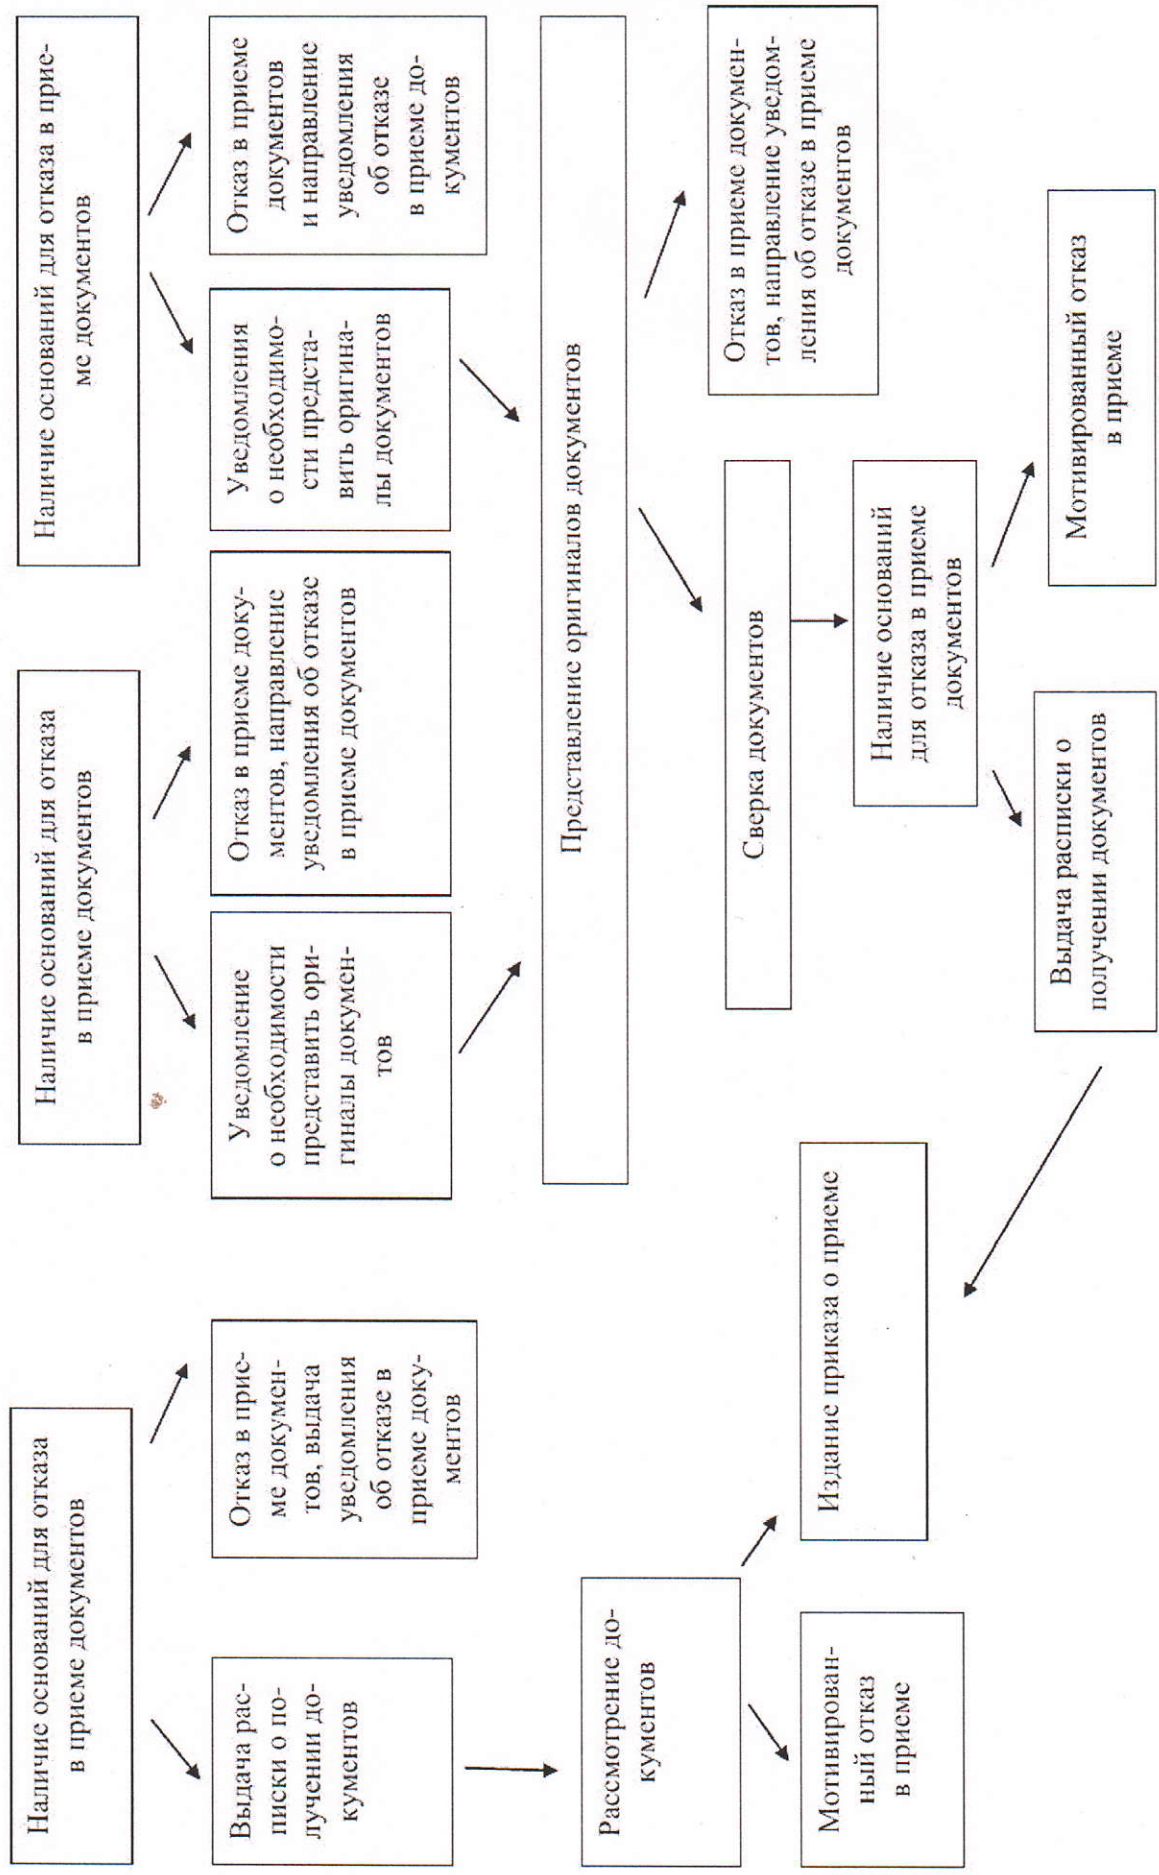 Наличие оснований для отказа
в приеме документов
Наличие оснований для отказа
в приеме документов
Наличие оснований для отказа в прие-
ме документов
Выдача рас-
писки о по-
лучении до-
кументов
Отказ в прие-
ме докумен-
тов, выдача
уведомления
об отказе в
приеме доку-
ментов
Уведомление
о необходимости
представить ори-
гиналы докумен-
тов
Отказ в приеме доку-
ментов, направление
уведомления об отказе
в приеме документов
Уведомления
о необходимо-
сти предста-
вить оригина-
лы документов
Отказ в приеме
документов
и направление
уведомления
об отказе
в приеме до-
кументов
Представление оригиналов документов
Рассмотрение до-
кументов
Сверка документов
Отказ в приеме докумен-
тов, направление уведом-
ления об отказе в приеме
документов
Мотивирован-
ный отказ
в приеме
Издание приказа о приеме
Наличие оснований
для отказа в приеме
документов
Выдача расписки о
получении документов
Мотивированный отказ
в приеме